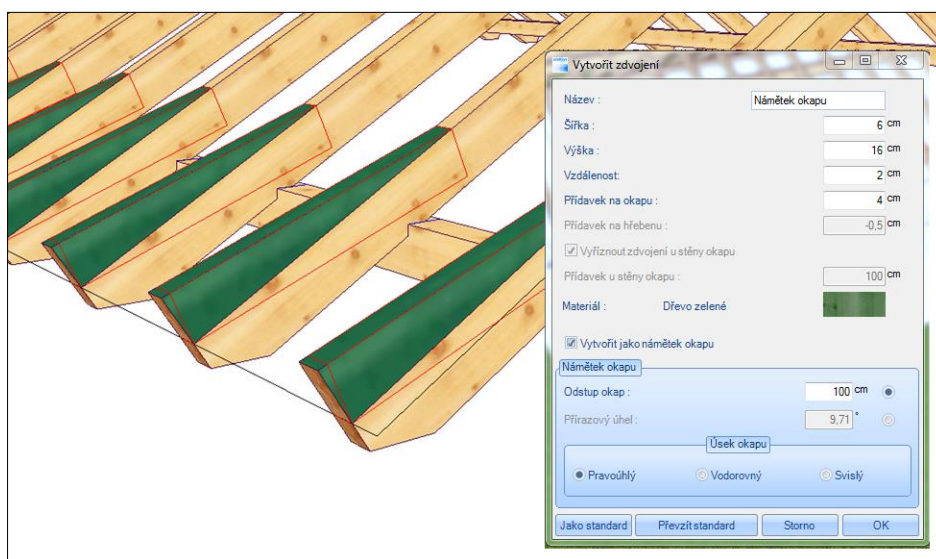 Vytvořit zdvojení
Název : Námětek okapu
Šířka : 6 cm
Výška : 16 cm
Vzdálenost: 2 cm
Přídavek na okapu : 4 cm
Přídavek na hřebenu : -0,5 cm
Vyříznout zdvojení u stěny okapu
Přídavek u stěny okapu : 100 cm
Materiál : Dřevo zelené
Vytvořit jako námětek okapu
Námětek okapu
Odstup okap : 100 cm
Přírazový úhel : 9,71 °
Úsek okapu
Pravoúhlý Vodorovný Svislý
Jako standard Převzít standard Storno OK